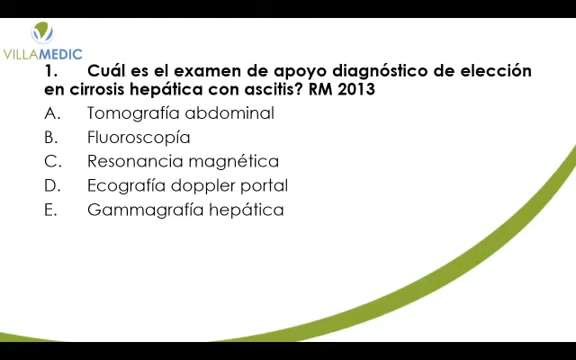 VILLAMEDIC
1. Cuál es el examen de apoyo diagnóstico de elección
en cirrosis hepática con ascitis? RM 2013
A. Tomografía abdominal
B. Fluoroscopía
C. Resonancia magnética
D. Ecografía doppler portal
E. Gammagrafía hepática